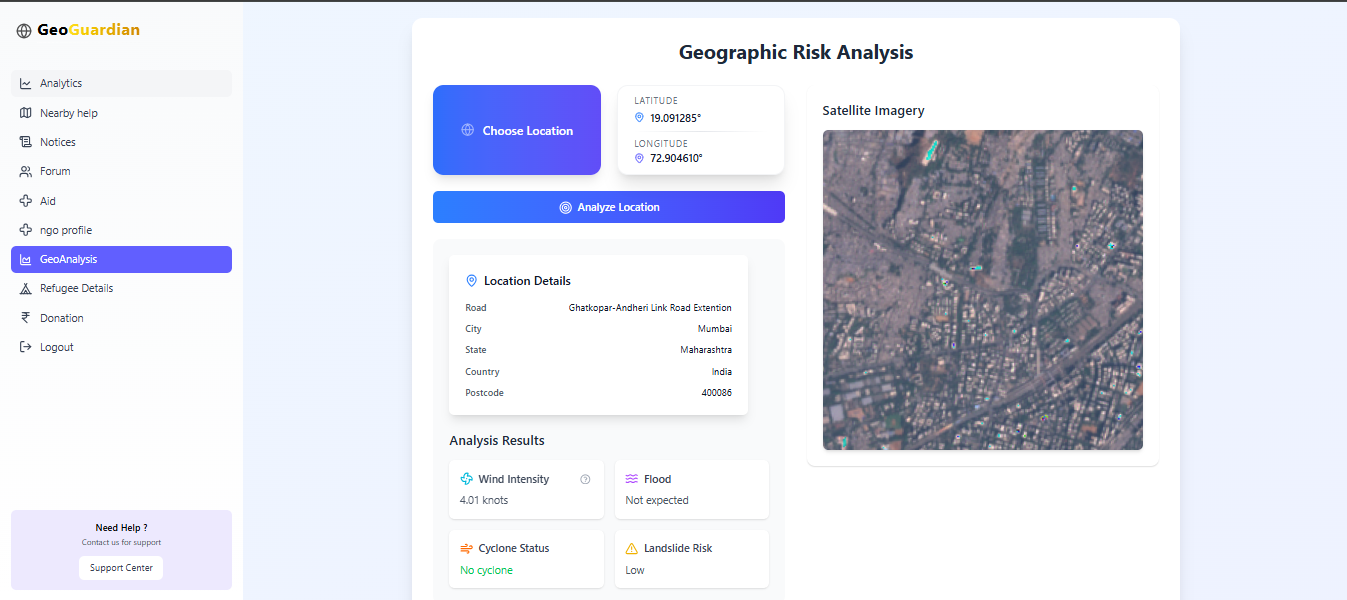 GeoGuardian
Analytics
Nearby help
Notices
Forum
Aid
ngo profile
GeoAnalysis
Refugee Details
Donation
Logout
Need Help ?
Contact us for support
Support Center
Geographic Risk Analysis
Choose Location
LATITUDE
19.091285°
LONGITUDE
72.904610°
Analyze Location
Location Details
Road Ghatkopar-Andheri Link Road Extention
City Mumbai
State Maharashtra
Country India
Postcode 400086
Analysis Results
Wind Intensity
4.01 knots
Flood
Not expected
Cyclone Status
No cyclone
Landslide Risk
Low
Satellite Imagery